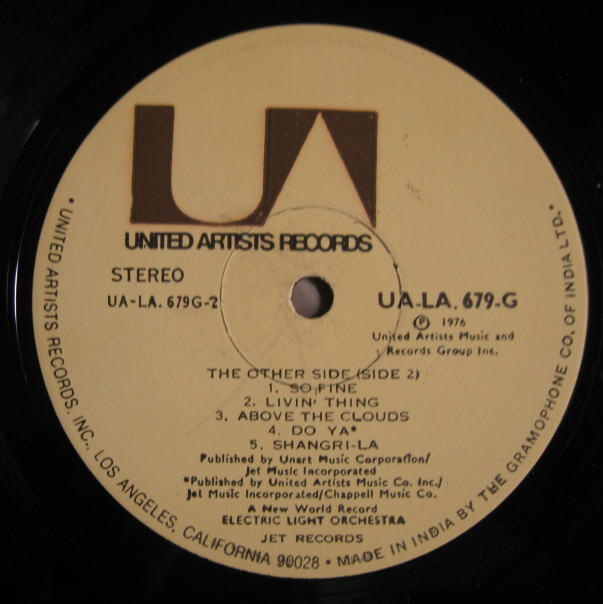 UA
UNITED ARTISTS RECORDS
STEREO
UA-LA. 679G-2
UA-LA. 679-G
Ⓟ 1976
United Artists Music and
Records Group Inc.
THE OTHER SIDE (SIDE 2)
1. SO FINE
2. LIVIN' THING
3. ABOVE THE CLOUDS
4. DO YA*
5. SHANGRI-LA
Published by Unart Music Corporation/
Jet Music Incorporated
*Published by United Artists Music Co. Inc./
Jet Music Incorporated/Chappell Music Co.
A New World Record
ELECTRIC LIGHT ORCHESTRA
JET RECORDS
• UNITED ARTISTS RECORDS, INC., LOS ANGELES, CALIFORNIA 90028 • MADE IN INDIA BY THE GRAMOPHONE CO. OF INDIA LTD. •